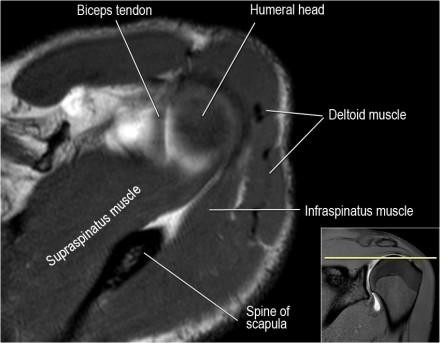 Biceps tendon
Humeral head
Deltoid muscle
Supraspinatus muscle
Infraspinatus muscle
Spine of
scapula